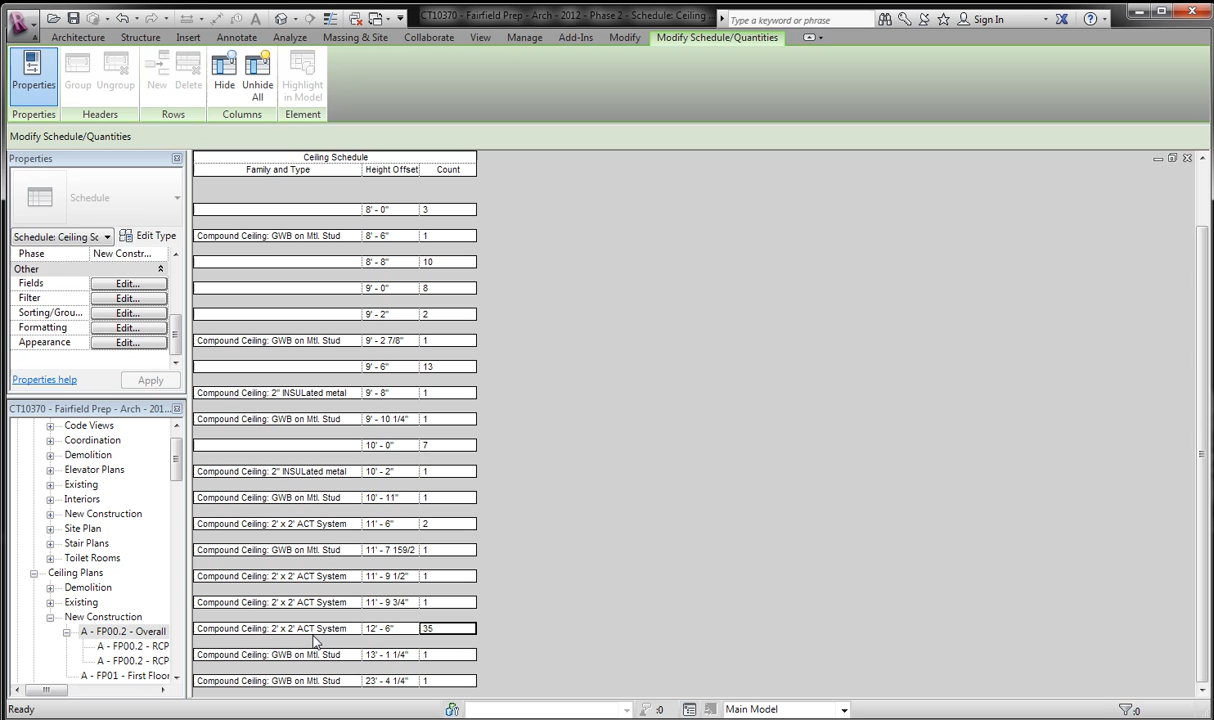 CT10370 - Fairfield Prep - Arch - 2012 - Phase 2 - Schedule: Ceiling ...
Type a keyword or phrase
Sign In
Architecture Structure Insert Annotate Analyze Massing & Site Collaborate View Manage Add-Ins Modify Modify Schedule/Quantities
Properties Group Ungroup New Delete Hide Unhide All Highlight in Model
Properties Headers Rows Columns Element
Modify Schedule/Quantities
Properties
Schedule
Schedule: Ceiling Sc Edit Type
Phase New Constr...
Other
Fields Edit...
Filter Edit...
Sorting/Grou... Edit...
Formatting Edit...
Appearance Edit...
Properties help Apply
CT10370 - Fairfield Prep - Arch - 201...
Code Views
Coordination
Demolition
Elevator Plans
Existing
Interiors
New Construction
Site Plan
Stair Plans
Toilet Rooms
Ceiling Plans
Demolition
Existing
New Construction
A - FP00.2 - Overall
A - FP00.2 - RCP
A - FP00.2 - RCP
A - FP01 - First Floor
Ceiling Schedule
Family and Type Height Offset Count
8' - 0" 3
Compound Ceiling: GWB on Mtl. Stud 8' - 6" 1
8' - 8" 10
9' - 0" 8
9' - 2" 2
Compound Ceiling: GWB on Mtl. Stud 9' - 2 7/8" 1
9' - 6" 13
Compound Ceiling: 2" INSULated metal 9' - 8" 1
Compound Ceiling: GWB on Mtl. Stud 9' - 10 1/4" 1
10' - 0" 7
Compound Ceiling: 2" INSULated metal 10' - 2" 1
Compound Ceiling: GWB on Mtl. Stud 10' - 11" 1
Compound Ceiling: 2' x 2' ACT System 11' - 6" 2
Compound Ceiling: GWB on Mtl. Stud 11' - 7 159/2 1
Compound Ceiling: 2' x 2' ACT System 11' - 9 1/2" 1
Compound Ceiling: 2' x 2' ACT System 11' - 9 3/4" 1
Compound Ceiling: 2' x 2' ACT System 12' - 6" 35
Compound Ceiling: GWB on Mtl. Stud 13' - 1 1/4" 1
Compound Ceiling: GWB on Mtl. Stud 23' - 4 1/4" 1
Ready :0 Main Model :0